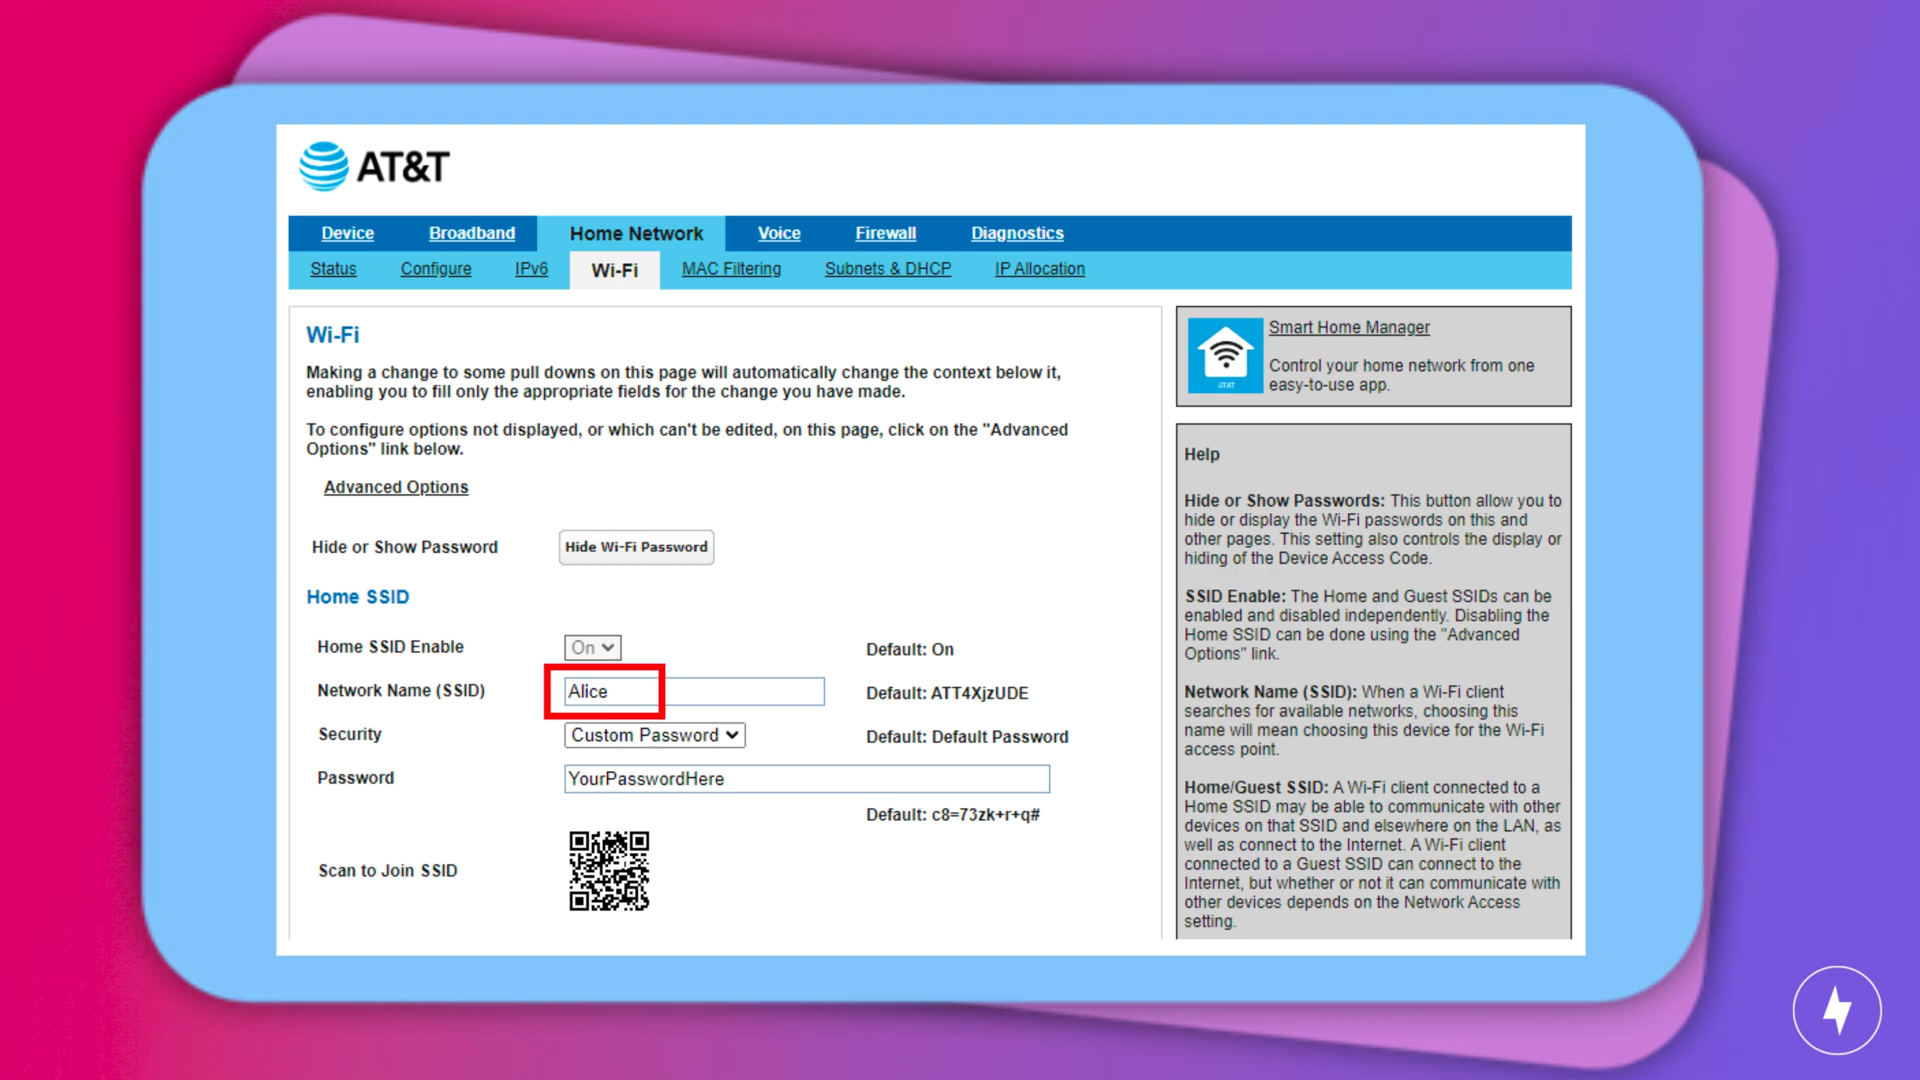 AT&T
Device Broadband Home Network Voice Firewall Diagnostics
Status Configure IPv6 Wi-Fi MAC Filtering Subnets & DHCP IP Allocation
Wi-Fi
Making a change to some pull downs on this page will automatically change the context below it,
enabling you to fill only the appropriate fields for the change you have made.
To configure options not displayed, or which can't be edited, on this page, click on the "Advanced
Options" link below.
Advanced Options
Hide or Show Password Hide Wi-Fi Password
Home SSID
Home SSID Enable On Default: On
Network Name (SSID) Alice Default: ATT4XjzUDE
Security Custom Password Default: Default Password
Password YourPasswordHere
Default: c8=73zk+r+q#
Scan to Join SSID
AT&T
Smart Home Manager
Control your home network from one
easy-to-use app.
Help
Hide or Show Passwords: This button allow you to
hide or display the Wi-Fi passwords on this and
other pages. This setting also controls the display or
hiding of the Device Access Code.
SSID Enable: The Home and Guest SSIDs can be
enabled and disabled independently. Disabling the
Home SSID can be done using the "Advanced
Options" link.
Network Name (SSID): When a Wi-Fi client
searches for available networks, choosing this
name will mean choosing this device for the Wi-Fi
access point.
Home/Guest SSID: A Wi-Fi client connected to a
Home SSID may be able to communicate with other
devices on that SSID and elsewhere on the LAN, as
well as connect to the Internet. A Wi-Fi client
connected to a Guest SSID can connect to the
Internet, but whether or not it can communicate with
other devices depends on the Network Access
setting.